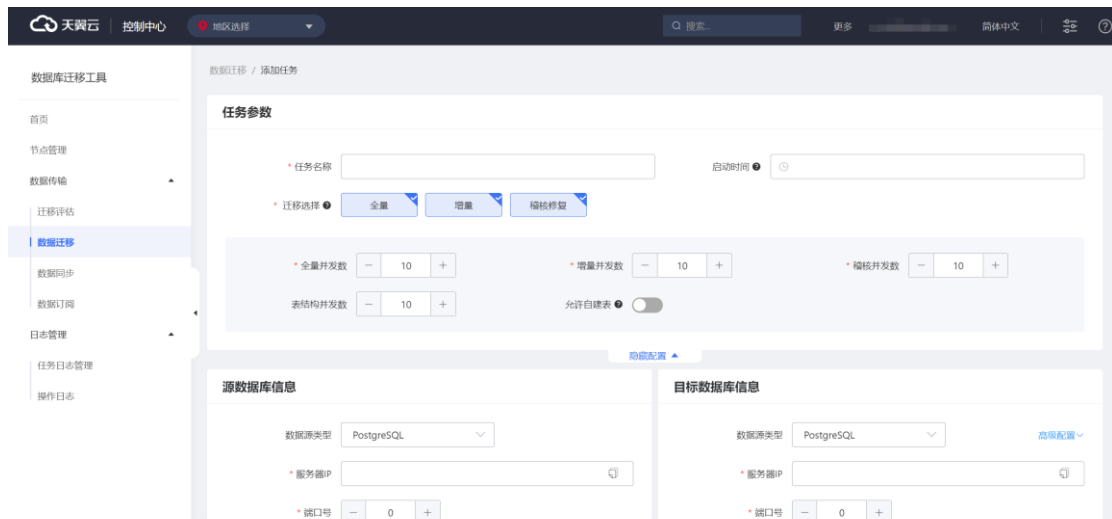 天翼云 控制中心 地区选择 搜索... 更多 简体中文
数据库迁移工具
首页
节点管理
数据传输
迁移评估
数据迁移
数据同步
数据订阅
日志管理
任务日志管理
操作日志
数据迁移 / 添加任务
任务参数
* 任务名称
启动时间
* 迁移选择 全量 增量 稽核修复
* 全量并发数 － 10 ＋ * 增量并发数 － 10 ＋ * 稽核并发数 － 10 ＋
表结构并发数 － 10 ＋ 允许自建表
隐藏配置
源数据库信息
数据源类型 PostgreSQL
* 服务器IP
* 端口号 － 0 ＋
目标数据库信息
数据源类型 PostgreSQL 高级配置
* 服务器IP
* 端口号 － 0 ＋